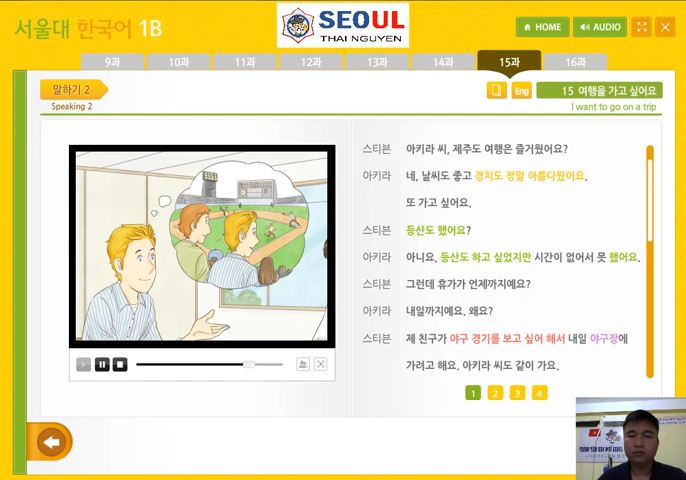 서울대 한국어 1B
SEOUL
THAI NGUYEN
HOME
AUDIO
9과
10과
11과
12과
13과
14과
15과
16과
말하기 2
Speaking 2
Eng
15 여행을 가고 싶어요
I want to go on a trip
스티븐 아키라 씨, 제주도 여행은 즐거웠어요?
아키라 네, 날씨도 좋고 경치도 정말 아름다웠어요.
또 가고 싶어요.
스티븐 등산도 했어요?
아키라 아니요, 등산도 하고 싶었지만 시간이 없어서 못 했어요.
스티븐 그런데 휴가가 언제까지예요?
아키라 내일까지예요. 왜요?
스티븐 제 친구가 야구 경기를 보고 싶어 해서 내일 야구장에
가려고 해요. 아키라 씨도 같이 가요.
1
2
3
4